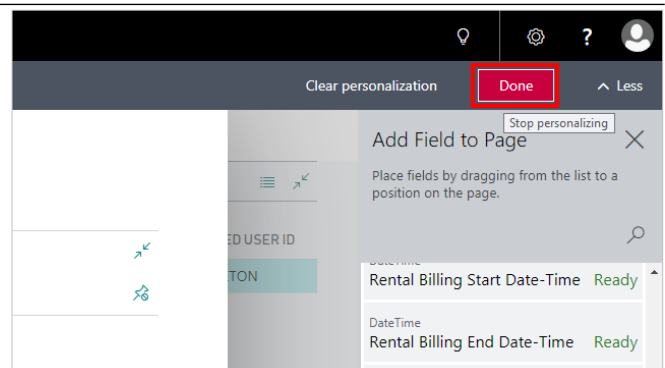 ?
Clear personalization
Done
Less
Stop personalizing
Add Field to Page
Place fields by dragging from the list to a
position on the page.
ED USER ID
TON
Rental Billing Start Date-Time Ready
DateTime
Rental Billing End Date-Time Ready